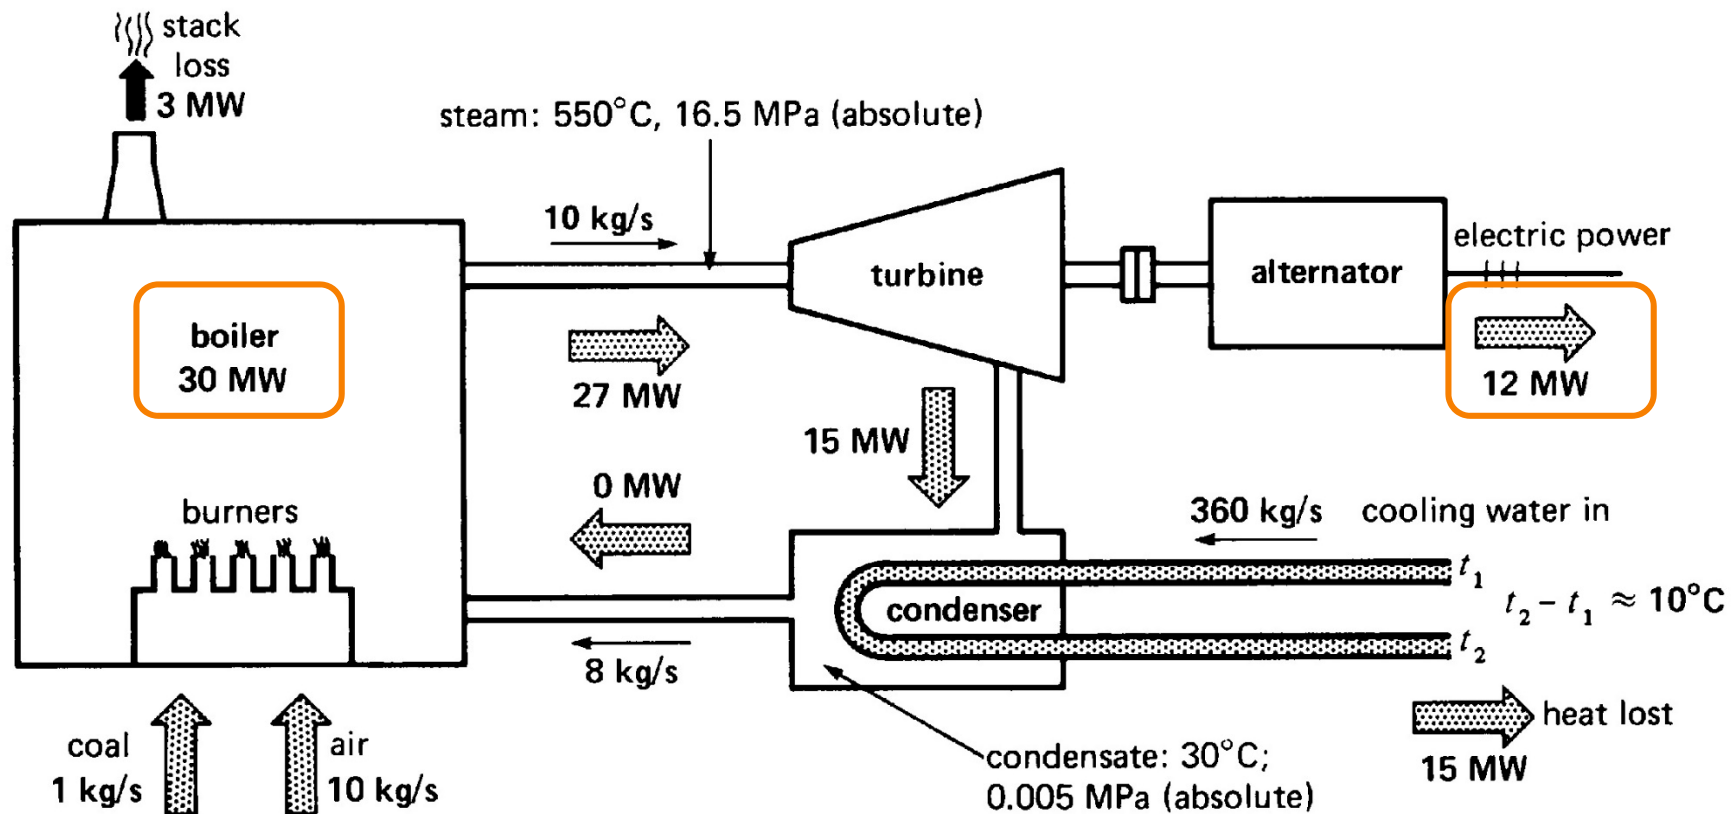 stack
loss
3 MW
steam: 550°C, 16.5 MPa (absolute)
10 kg/s
turbine
alternator
electric power
12 MW
boiler
30 MW
27 MW
15 MW
0 MW
burners
360 kg/s cooling water in
t₁
t₂ − t₁ ≈ 10°C
condenser
t₂
8 kg/s
heat lost
15 MW
coal
1 kg/s
air
10 kg/s
condensate: 30°C;
0.005 MPa (absolute)